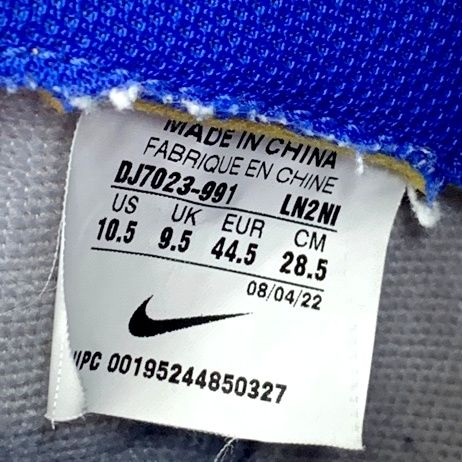 MADE IN CHINA
FABRIQUE EN CHINE
DJ7023-991 LN2NI
US UK EUR CM
10.5 9.5 44.5 28.5
08/04/22
UPC 00195244850327